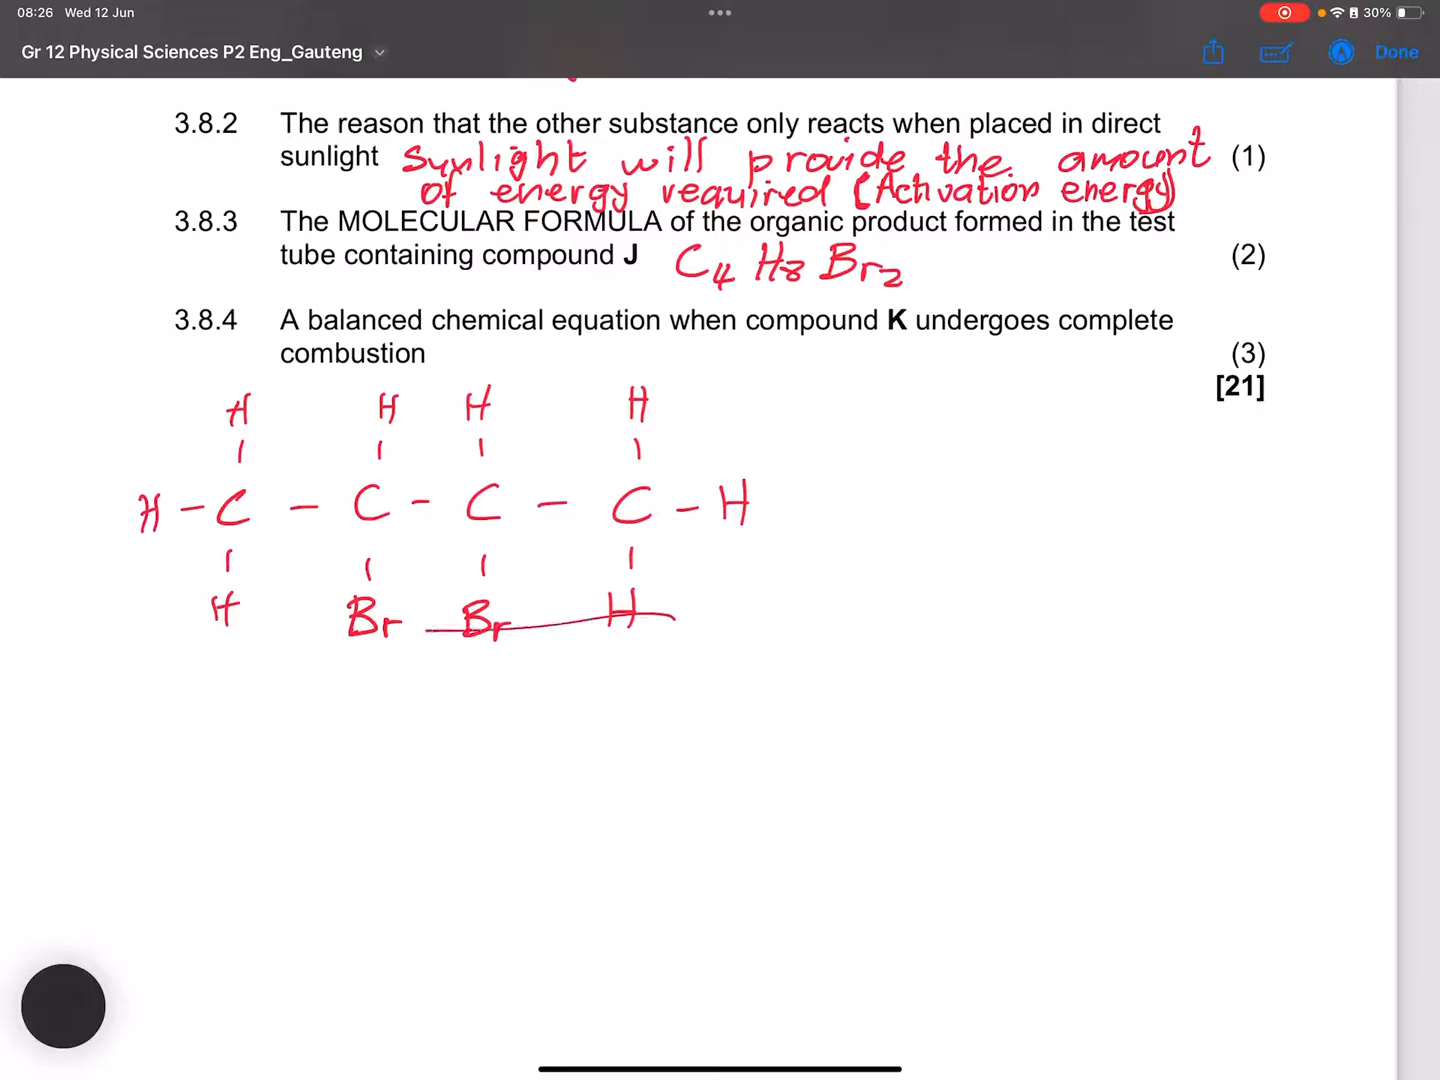 08:26 Wed 12 Jun
30%
Gr 12 Physical Sciences P2 Eng_Gauteng
Done
3.8.2 The reason that the other substance only reacts when placed in direct
sunlight Sunlight will provide the amount (1)
of energy required (Activation energy)
3.8.3 The MOLECULAR FORMULA of the organic product formed in the test
tube containing compound J C4 H8 Br2 (2)
3.8.4 A balanced chemical equation when compound K undergoes complete
combustion (3)
[21]
H H H H
H - C - C - C - C - H
H Br Br H